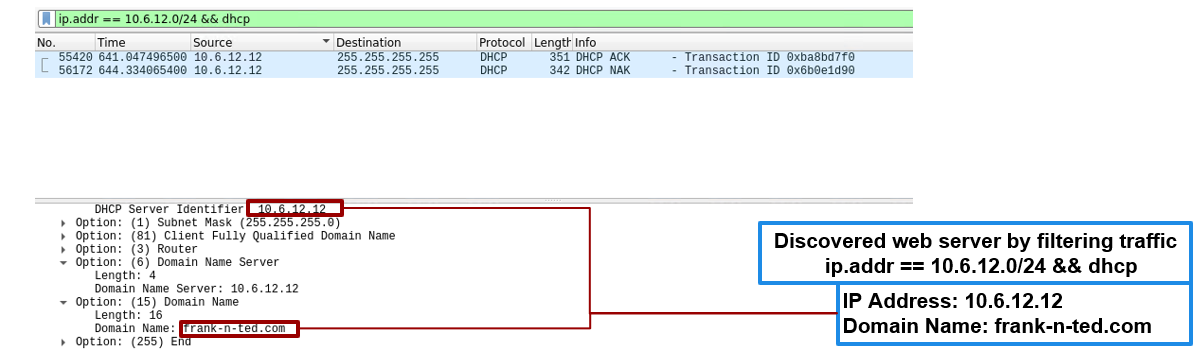 ip.addr == 10.6.12.0/24 && dhcp
No. Time Source Destination Protocol Length Info
55420 641.047496500 10.6.12.12 255.255.255.255 DHCP 351 DHCP ACK - Transaction ID 0xba8bd7f0
56172 644.334065400 10.6.12.12 255.255.255.255 DHCP 342 DHCP NAK - Transaction ID 0x6b0e1d90
DHCP Server Identifier 10.6.12.12
Option: (1) Subnet Mask (255.255.255.0)
Option: (81) Client Fully Qualified Domain Name
Option: (3) Router
Option: (6) Domain Name Server
Length: 4
Domain Name Server: 10.6.12.12
Option: (15) Domain Name
Length: 16
Domain Name: frank-n-ted.com
Option: (255) End
Discovered web server by filtering traffic
ip.addr == 10.6.12.0/24 && dhcp
IP Address: 10.6.12.12
Domain Name: frank-n-ted.com